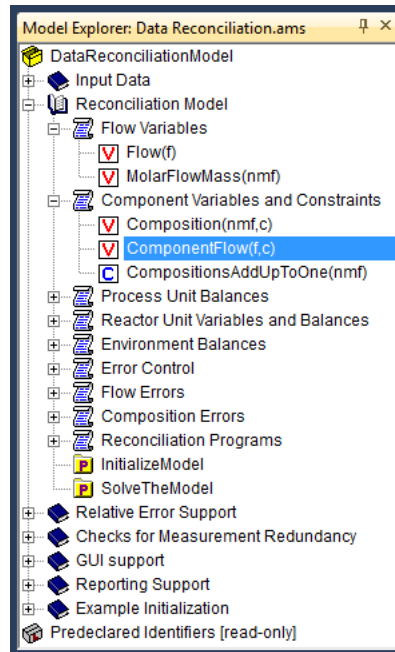 Model Explorer: Data Reconciliation.ams
DataReconciliationModel
Input Data
Reconciliation Model
Flow Variables
V Flow(f)
V MolarFlowMass(nmf)
Component Variables and Constraints
V Composition(nmf,c)
V ComponentFlow(f,c)
C CompositionsAddUpToOne(nmf)
Process Unit Balances
Reactor Unit Variables and Balances
Environment Balances
Error Control
Flow Errors
Composition Errors
Reconciliation Programs
P InitializeModel
P SolveTheModel
Relative Error Support
Checks for Measurement Redundancy
GUI support
Reporting Support
Example Initialization
Predeclared Identifiers [read-only]